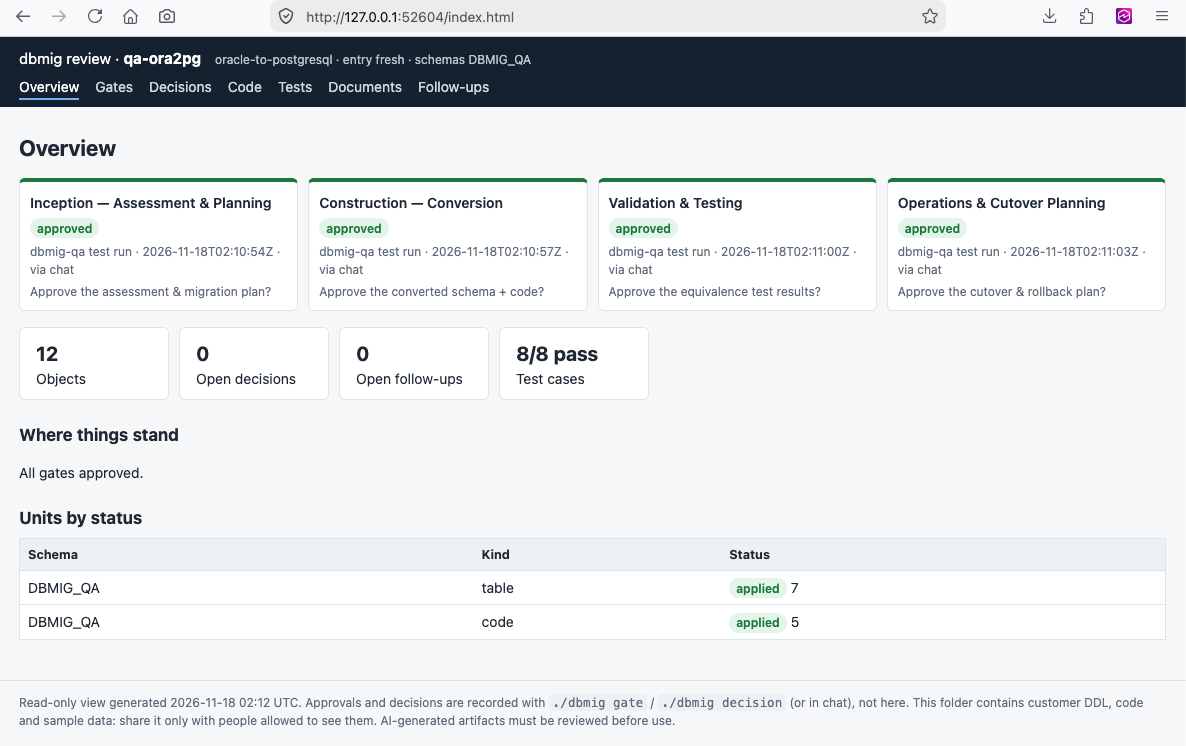 http://127.0.0.1:52604/index.html
dbmig review · qa-ora2pg oracle-to-postgresql · entry fresh · schemas DBMIG_QA
Overview Gates Decisions Code Tests Documents Follow-ups
Overview
Inception — Assessment & Planning
approved
dbmig-qa test run · 2026-11-18T02:10:54Z ·
via chat
Approve the assessment & migration plan?
Construction — Conversion
approved
dbmig-qa test run · 2026-11-18T02:10:57Z ·
via chat
Approve the converted schema + code?
Validation & Testing
approved
dbmig-qa test run · 2026-11-18T02:11:00Z ·
via chat
Approve the equivalence test results?
Operations & Cutover Planning
approved
dbmig-qa test run · 2026-11-18T02:11:03Z ·
via chat
Approve the cutover & rollback plan?
12
Objects
0
Open decisions
0
Open follow-ups
8/8 pass
Test cases
Where things stand
All gates approved.
Units by status
Schema Kind Status
DBMIG_QA table applied 7
DBMIG_QA code applied 5
Read-only view generated 2026-11-18 02:12 UTC. Approvals and decisions are recorded with ./dbmig gate / ./dbmig decision (or in chat), not here. This folder contains customer DDL, code
and sample data: share it only with people allowed to see them. AI-generated artifacts must be reviewed before use.